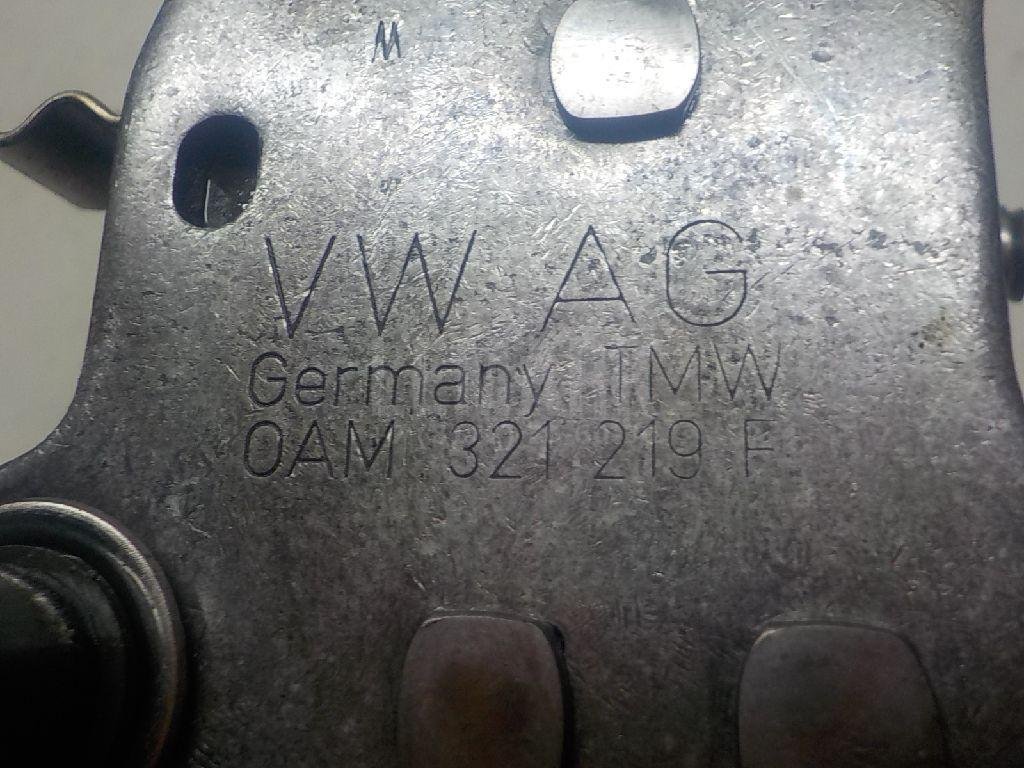 M
VW AG
Germany TMW
0AM 321 219 F